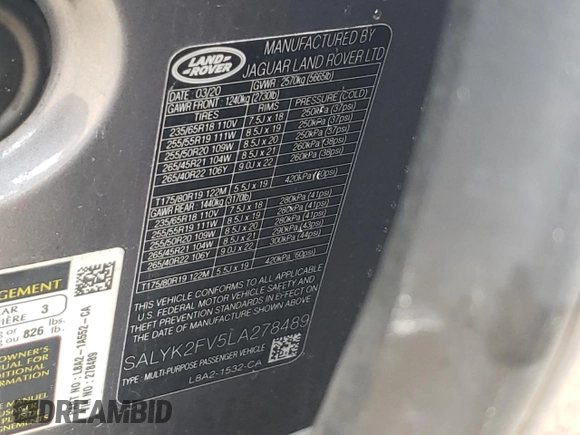 LAND
ROVER
MANUFACTURED BY
JAGUAR LAND ROVER LTD
DATE 03/20
GVWR 2570kg (5665lb)
GAWR FRONT 1240kg (2730lb)
TIRES RIMS PRESSURE (COLD)
235/65R18 110V 7.5J x 18 250kPa (37psi)
255/55R19 111W 8.5J x 19 250kPa (37psi)
255/50R20 109W 8.5J x 20 250kPa (37psi)
265/45R21 104W 8.5J x 21 260kPa (38psi)
265/40R22 106Y 9.0J x 22 260kPa (38psi)
T175/80R19 122M 5.5J x 19 420kPa (60psi)
GAWR REAR 1440kg (3170lb)
235/65R18 110V 7.5J x 18 280kPa (41psi)
255/55R19 111W 8.5J x 19 280kPa (41psi)
255/50R20 109W 8.5J x 20 280kPa (41psi)
265/45R21 104W 8.5J x 21 290kPa (43psi)
265/40R22 106Y 9.0J x 22 300kPa (44psi)
T175/80R19 122M 5.5J x 19 420kPa (60psi)
THIS VEHICLE CONFORMS TO ALL APPLICABLE
U.S. FEDERAL MOTOR VEHICLE SAFETY AND
THEFT PREVENTION STANDARDS IN EFFECT ON
THE DATE OF MANUFACTURE SHOWN ABOVE.
SALYK2FV5LA278489
TYPE: MULTI-PURPOSE PASSENGER VEHICLE
L8A2-1532-CA
3
826
L8A2-1A552-CA
278489
DREAMBID